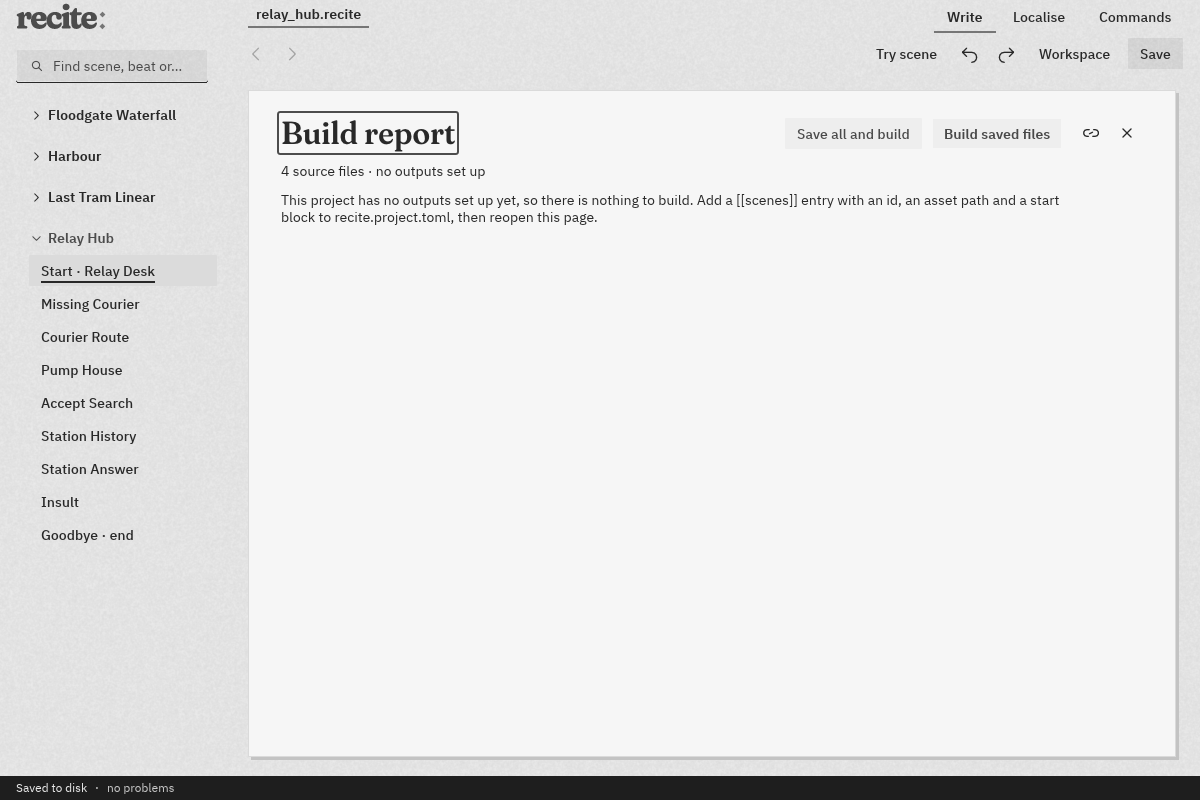 recite:
relay_hub.recite
Write
Localise
Commands
Find scene, beat or...
Try scene
Workspace
Save
Floodgate Waterfall
Harbour
Last Tram Linear
Relay Hub
Start · Relay Desk
Missing Courier
Courier Route
Pump House
Accept Search
Station History
Station Answer
Insult
Goodbye · end
Build report
Save all and build
Build saved files
4 source files · no outputs set up
This project has no outputs set up yet, so there is nothing to build. Add a [[scenes]] entry with an id, an asset path and a start
block to recite.project.toml, then reopen this page.
Saved to disk · no problems